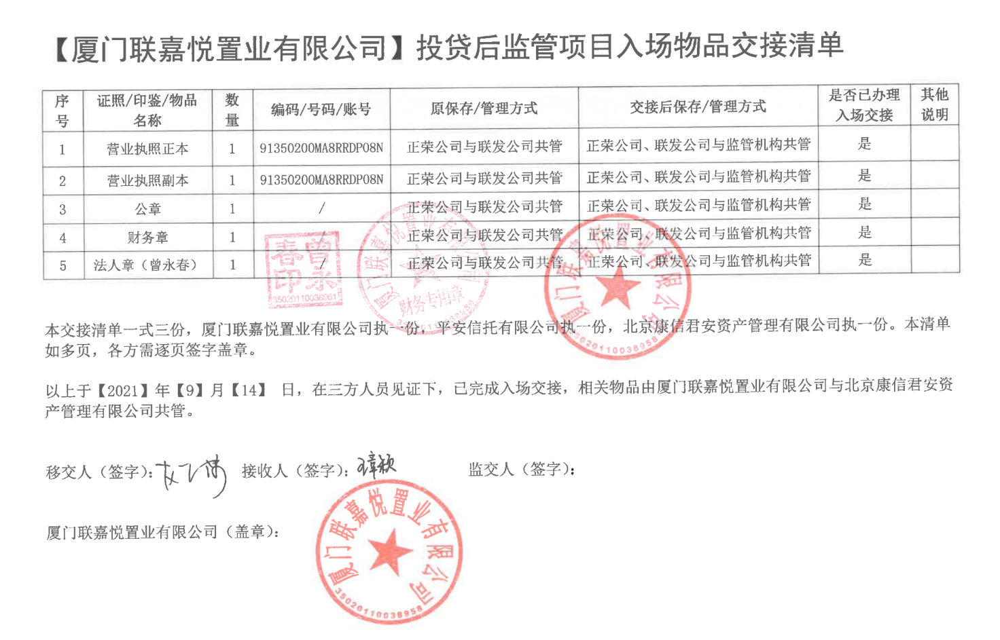 【厦门联嘉悦置业有限公司】投贷后监管项目入场物品交接清单
序号 证照/印鉴/物品名称 数量 编码/号码/账号 原保存/管理方式 交接后保存/管理方式 是否已办理入场交接 其他说明
1 营业执照正本 1 91350200MA8RRDP08N 正荣公司与联发公司共管 正荣公司、联发公司与监管机构共管 是
2 营业执照副本 1 91350200MA8RRDP08N 正荣公司与联发公司共管 正荣公司、联发公司与监管机构共管 是
3 公章 1 / 正荣公司与联发公司共管 正荣公司、联发公司与监管机构共管 是
4 财务章 1 / 正荣公司与联发公司共管 正荣公司、联发公司与监管机构共管 是
5 法人章（曾永春） 1 / 正荣公司与联发公司共管 正荣公司、联发公司与监管机构共管 是
曾永春印
厦门联嘉悦置业有限公司
财务专用章
厦门联嘉悦置业有限公司
35020110038958
本交接清单一式三份，厦门联嘉悦置业有限公司执一份，平安信托有限公司执一份，北京康信君安资产管理有限公司执一份。本清单
如多页，各方需逐页签字盖章。
以上于【2021】年【9】月【14】 日，在三方人员见证下，已完成入场交接，相关物品由厦门联嘉悦置业有限公司与北京康信君安资
产管理有限公司共管。
移交人（签字）： 接收人（签字）： 监交人（签字）：
厦门联嘉悦置业有限公司（盖章）：
厦门联嘉悦置业有限公司
35020110038958